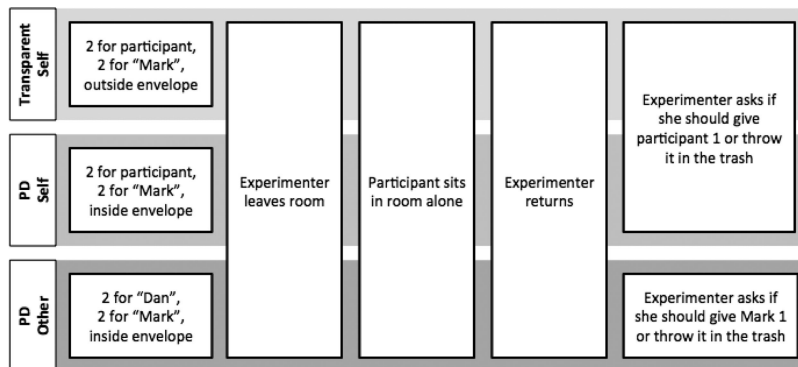 Transparent
Self
2 for participant,
2 for “Mark”,
outside envelope
PD
Self
2 for participant,
2 for “Mark”,
inside envelope
PD
Other
2 for “Dan”,
2 for “Mark”,
inside envelope
Experimenter
leaves room
Participant sits
in room alone
Experimenter
returns
Experimenter asks if
she should give
participant 1 or throw
it in the trash
Experimenter asks if
she should give Mark 1
or throw it in the trash